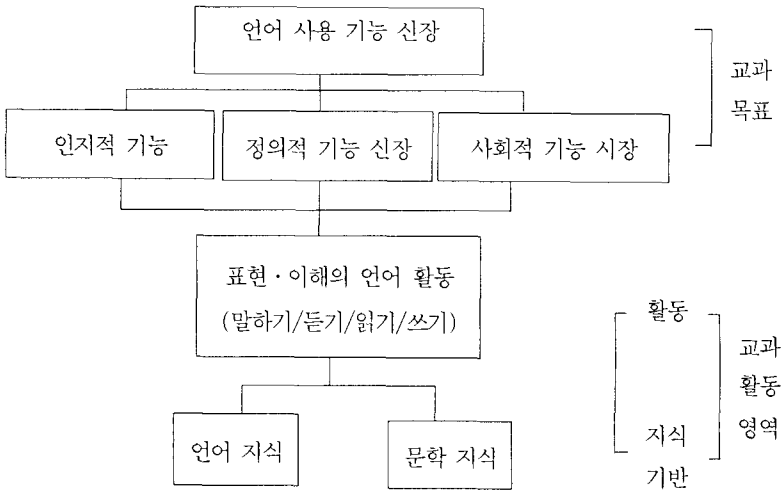 언어 사용 기능 신장
교과
목표
인지적 기능
정의적 기능 신장
사회적 기능 시장
표현·이해의 언어 활동
(말하기/듣기/읽기/쓰기)
활동
교과
활동
영역
언어 지식
문학 지식
지식
기반